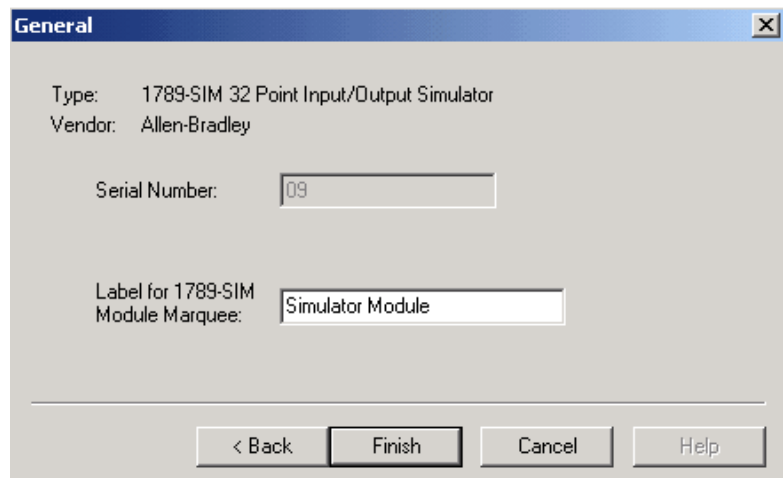 General
Type: 1789-SIM 32 Point Input/Output Simulator
Vendor: Allen-Bradley
Serial Number: 09
Label for 1789-SIM
Module Marquee: Simulator Module
< Back Finish Cancel Help